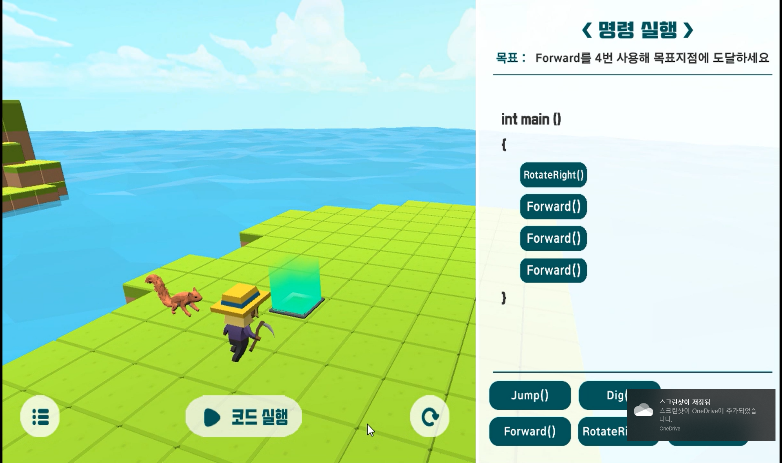 < 명령 실행 >
목표 : Forward를 4번 사용해 목표지점에 도달하세요
int main ()
{
RotateRight()
Forward()
Forward()
Forward()
}
코드 실행
Jump()
Dig(
Forward()
RotateRi
스크린샷이 저장됨
스크린샷이 OneDrive에 추가되었습
니다.
OneDrive